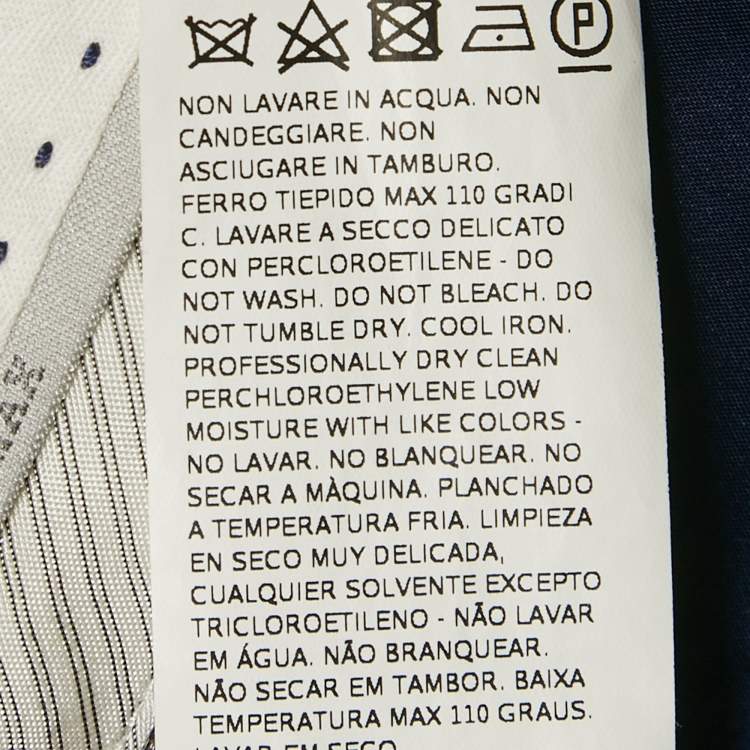 P
NON LAVARE IN ACQUA. NON
CANDEGGIARE. NON
ASCIUGARE IN TAMBURO.
FERRO TIEPIDO MAX 110 GRADI
C. LAVARE A SECCO DELICATO
CON PERCLOROETILENE - DO
NOT WASH. DO NOT BLEACH. DO
NOT TUMBLE DRY. COOL IRON.
PROFESSIONALLY DRY CLEAN
PERCHLOROETHYLENE LOW
MOISTURE WITH LIKE COLORS -
NO LAVAR. NO BLANQUEAR. NO
SECAR A MÀQUINA. PLANCHADO
A TEMPERATURA FRIA. LIMPIEZA
EN SECO MUY DELICADA,
CUALQUIER SOLVENTE EXCEPTO
TRICLOROETILENO - NÃO LAVAR
EM ÁGUA. NÃO BRANQUEAR.
NÃO SECAR EM TAMBOR. BAIXA
TEMPERATURA MAX 110 GRAUS.
LAVAR EM SECO